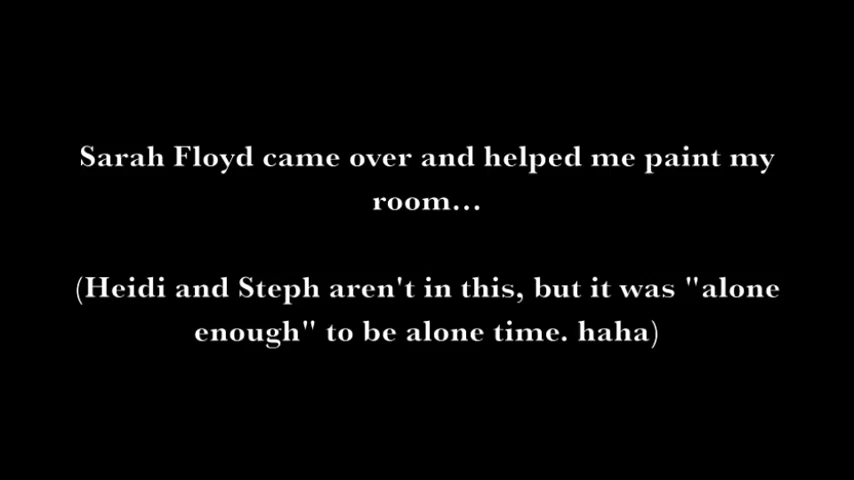 Sarah Floyd came over and helped me paint my
room...
(Heidi and Steph aren't in this, but it was "alone
enough" to be alone time. haha)